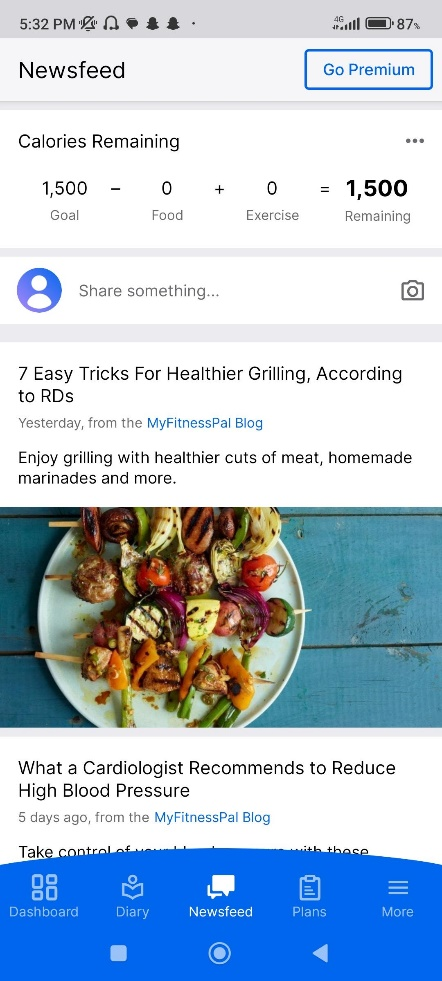 5:32 PM
4G
87%
Newsfeed
Go Premium
Calories Remaining
1,500 − 0 + 0 = 1,500
Goal Food Exercise Remaining
Share something...
7 Easy Tricks For Healthier Grilling, According
to RDs
Yesterday, from the MyFitnessPal Blog
Enjoy grilling with healthier cuts of meat, homemade
marinades and more.
What a Cardiologist Recommends to Reduce
High Blood Pressure
5 days ago, from the MyFitnessPal Blog
Take control of your blood with these
Dashboard Diary Newsfeed Plans More